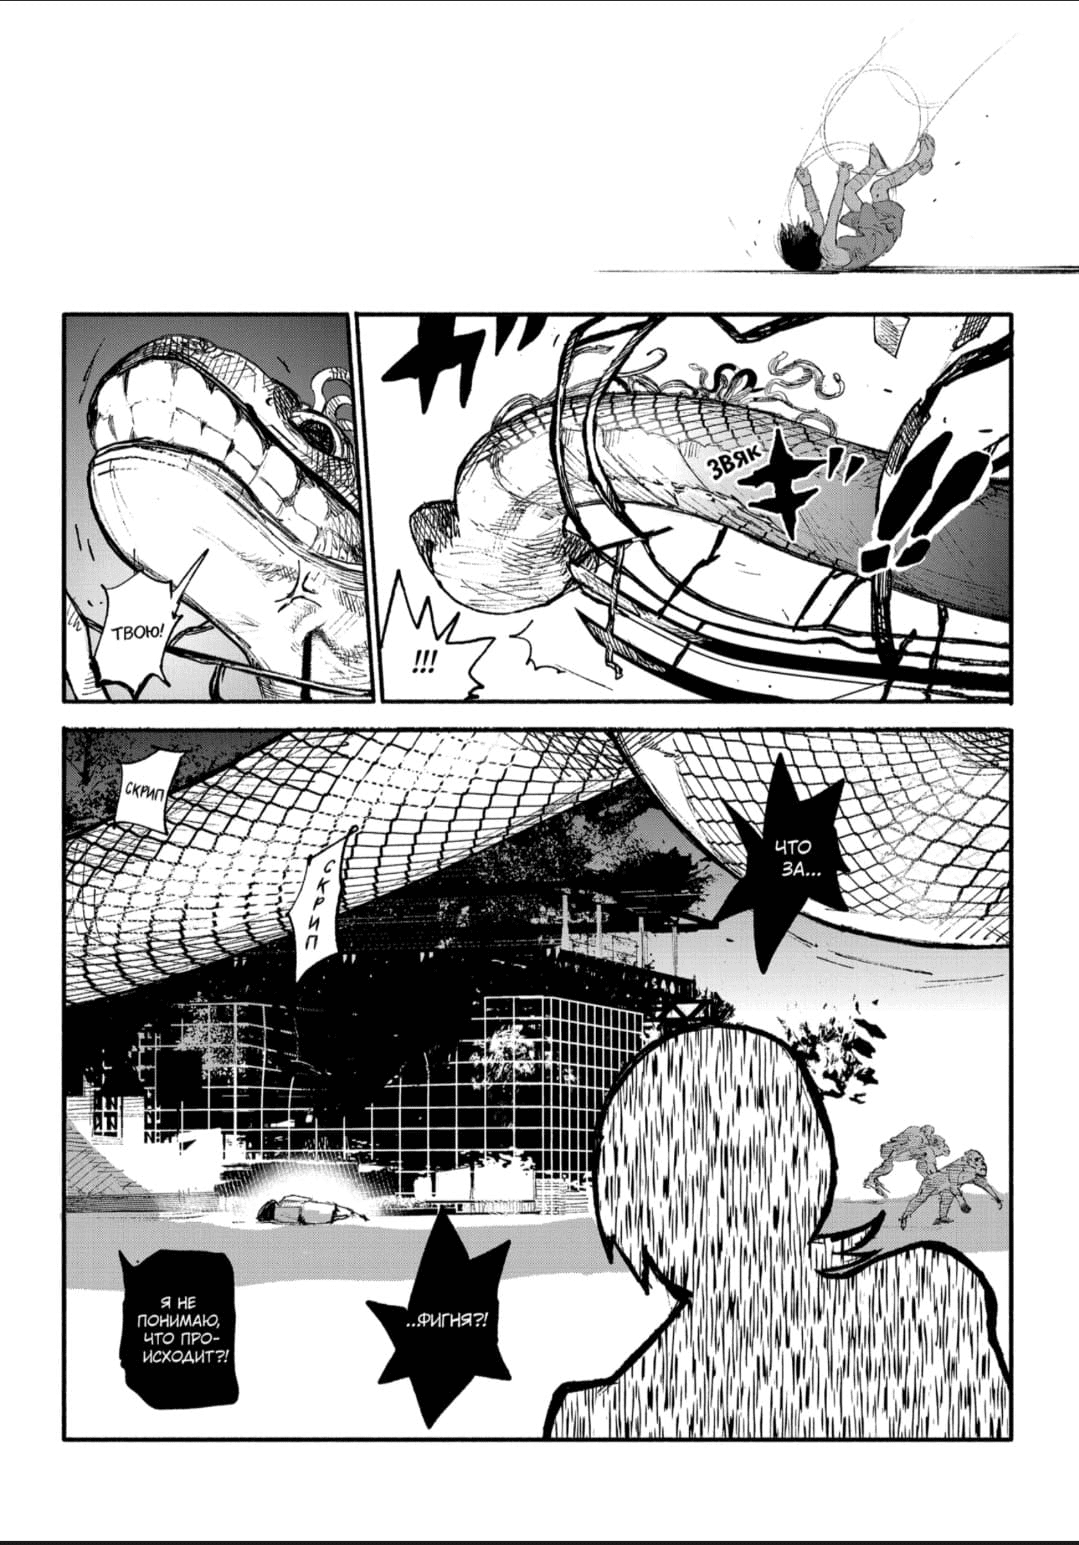 ЗВЯК
!!!
ТВОЮ!
ЧТО
ЗА...
СКРИП
СКРИП
..ФИГНЯ?!
Я НЕ
ПОНИМАЮ,
ЧТО ПРО-
ИСХОДИТ?!